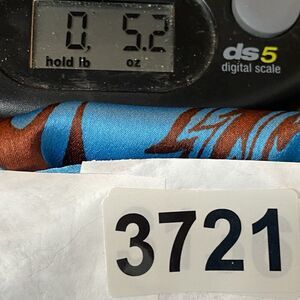 0, 5.2
hold lb oz
ds5
digital scale
3721